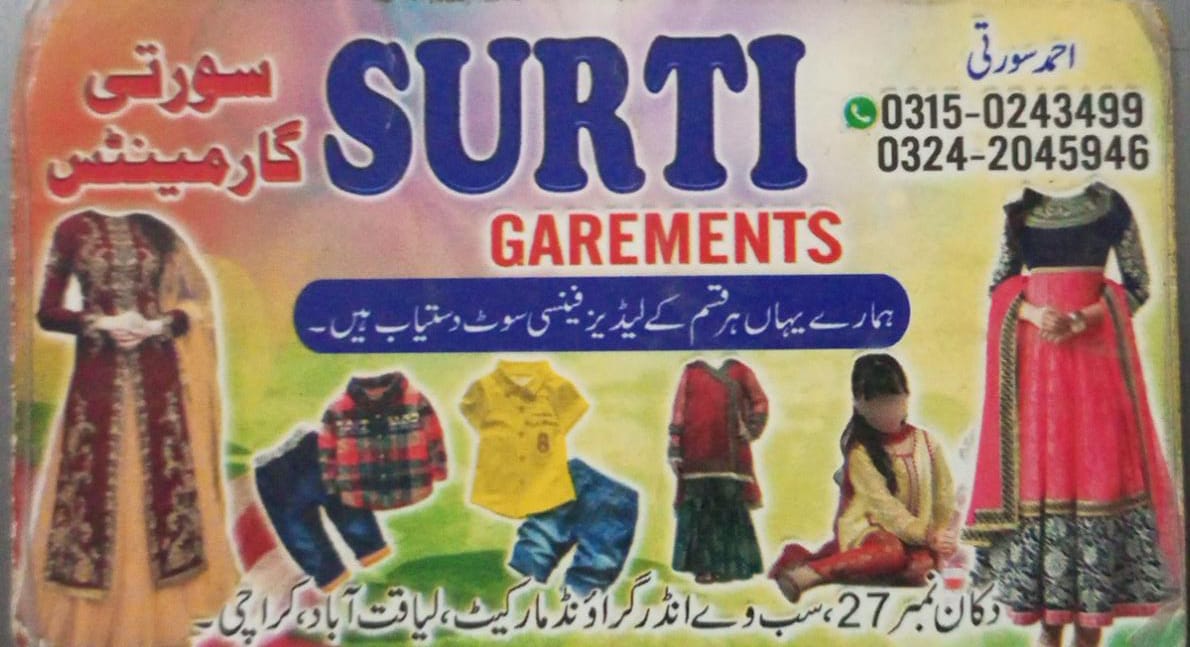 سورتی
گارمینٹس
SURTI
GAREMENTS
احمد سورتی
0315-0243499
0324-2045946
ہمارے یہاں ہر قسم کے لیڈیز فینسی سوٹ دستیاب ہیں۔
دکان نمبر 27، سب وے انڈر گراؤنڈ مارکیٹ، لیاقت آباد، کراچی۔